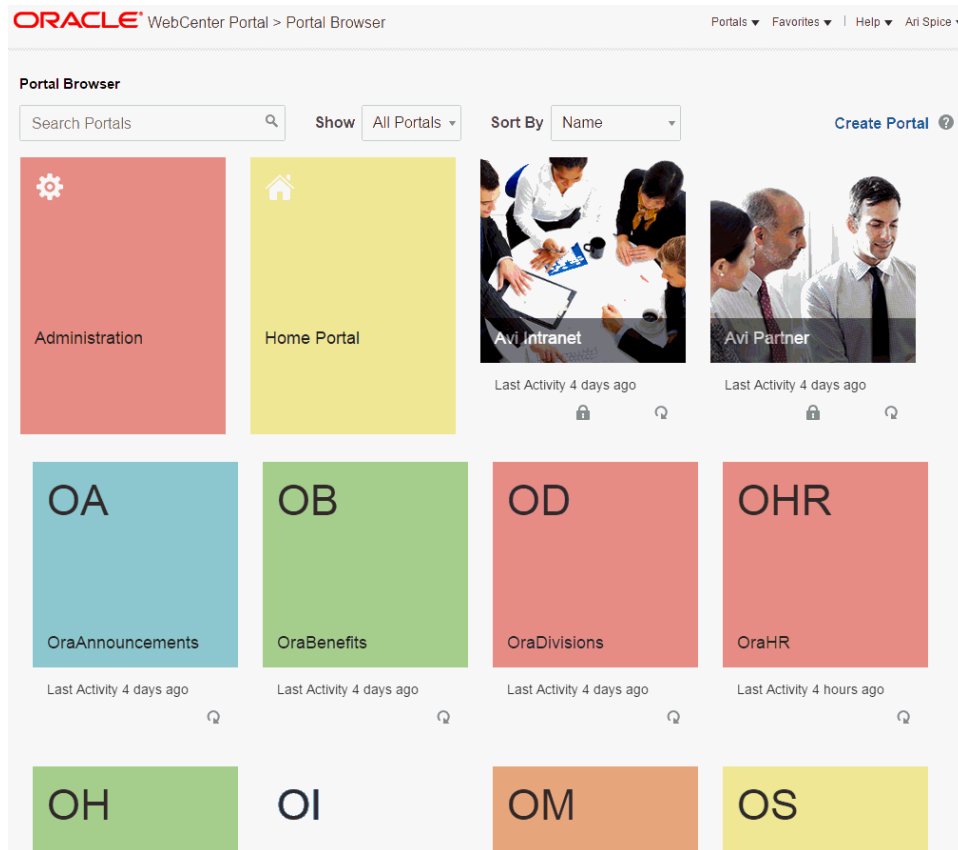 ORACLE® WebCenter Portal > Portal Browser Portals Favorites Help Ari Spice
Portal Browser
Search Portals Show All Portals Sort By Name Create Portal ?
Administration Home Portal Avi Intranet Avi Partner
Last Activity 4 days ago Last Activity 4 days ago
OA OB OD OHR
OraAnnouncements OraBenefits OraDivisions OraHR
Last Activity 4 days ago Last Activity 4 days ago Last Activity 4 days ago Last Activity 4 hours ago
OH OI OM OS